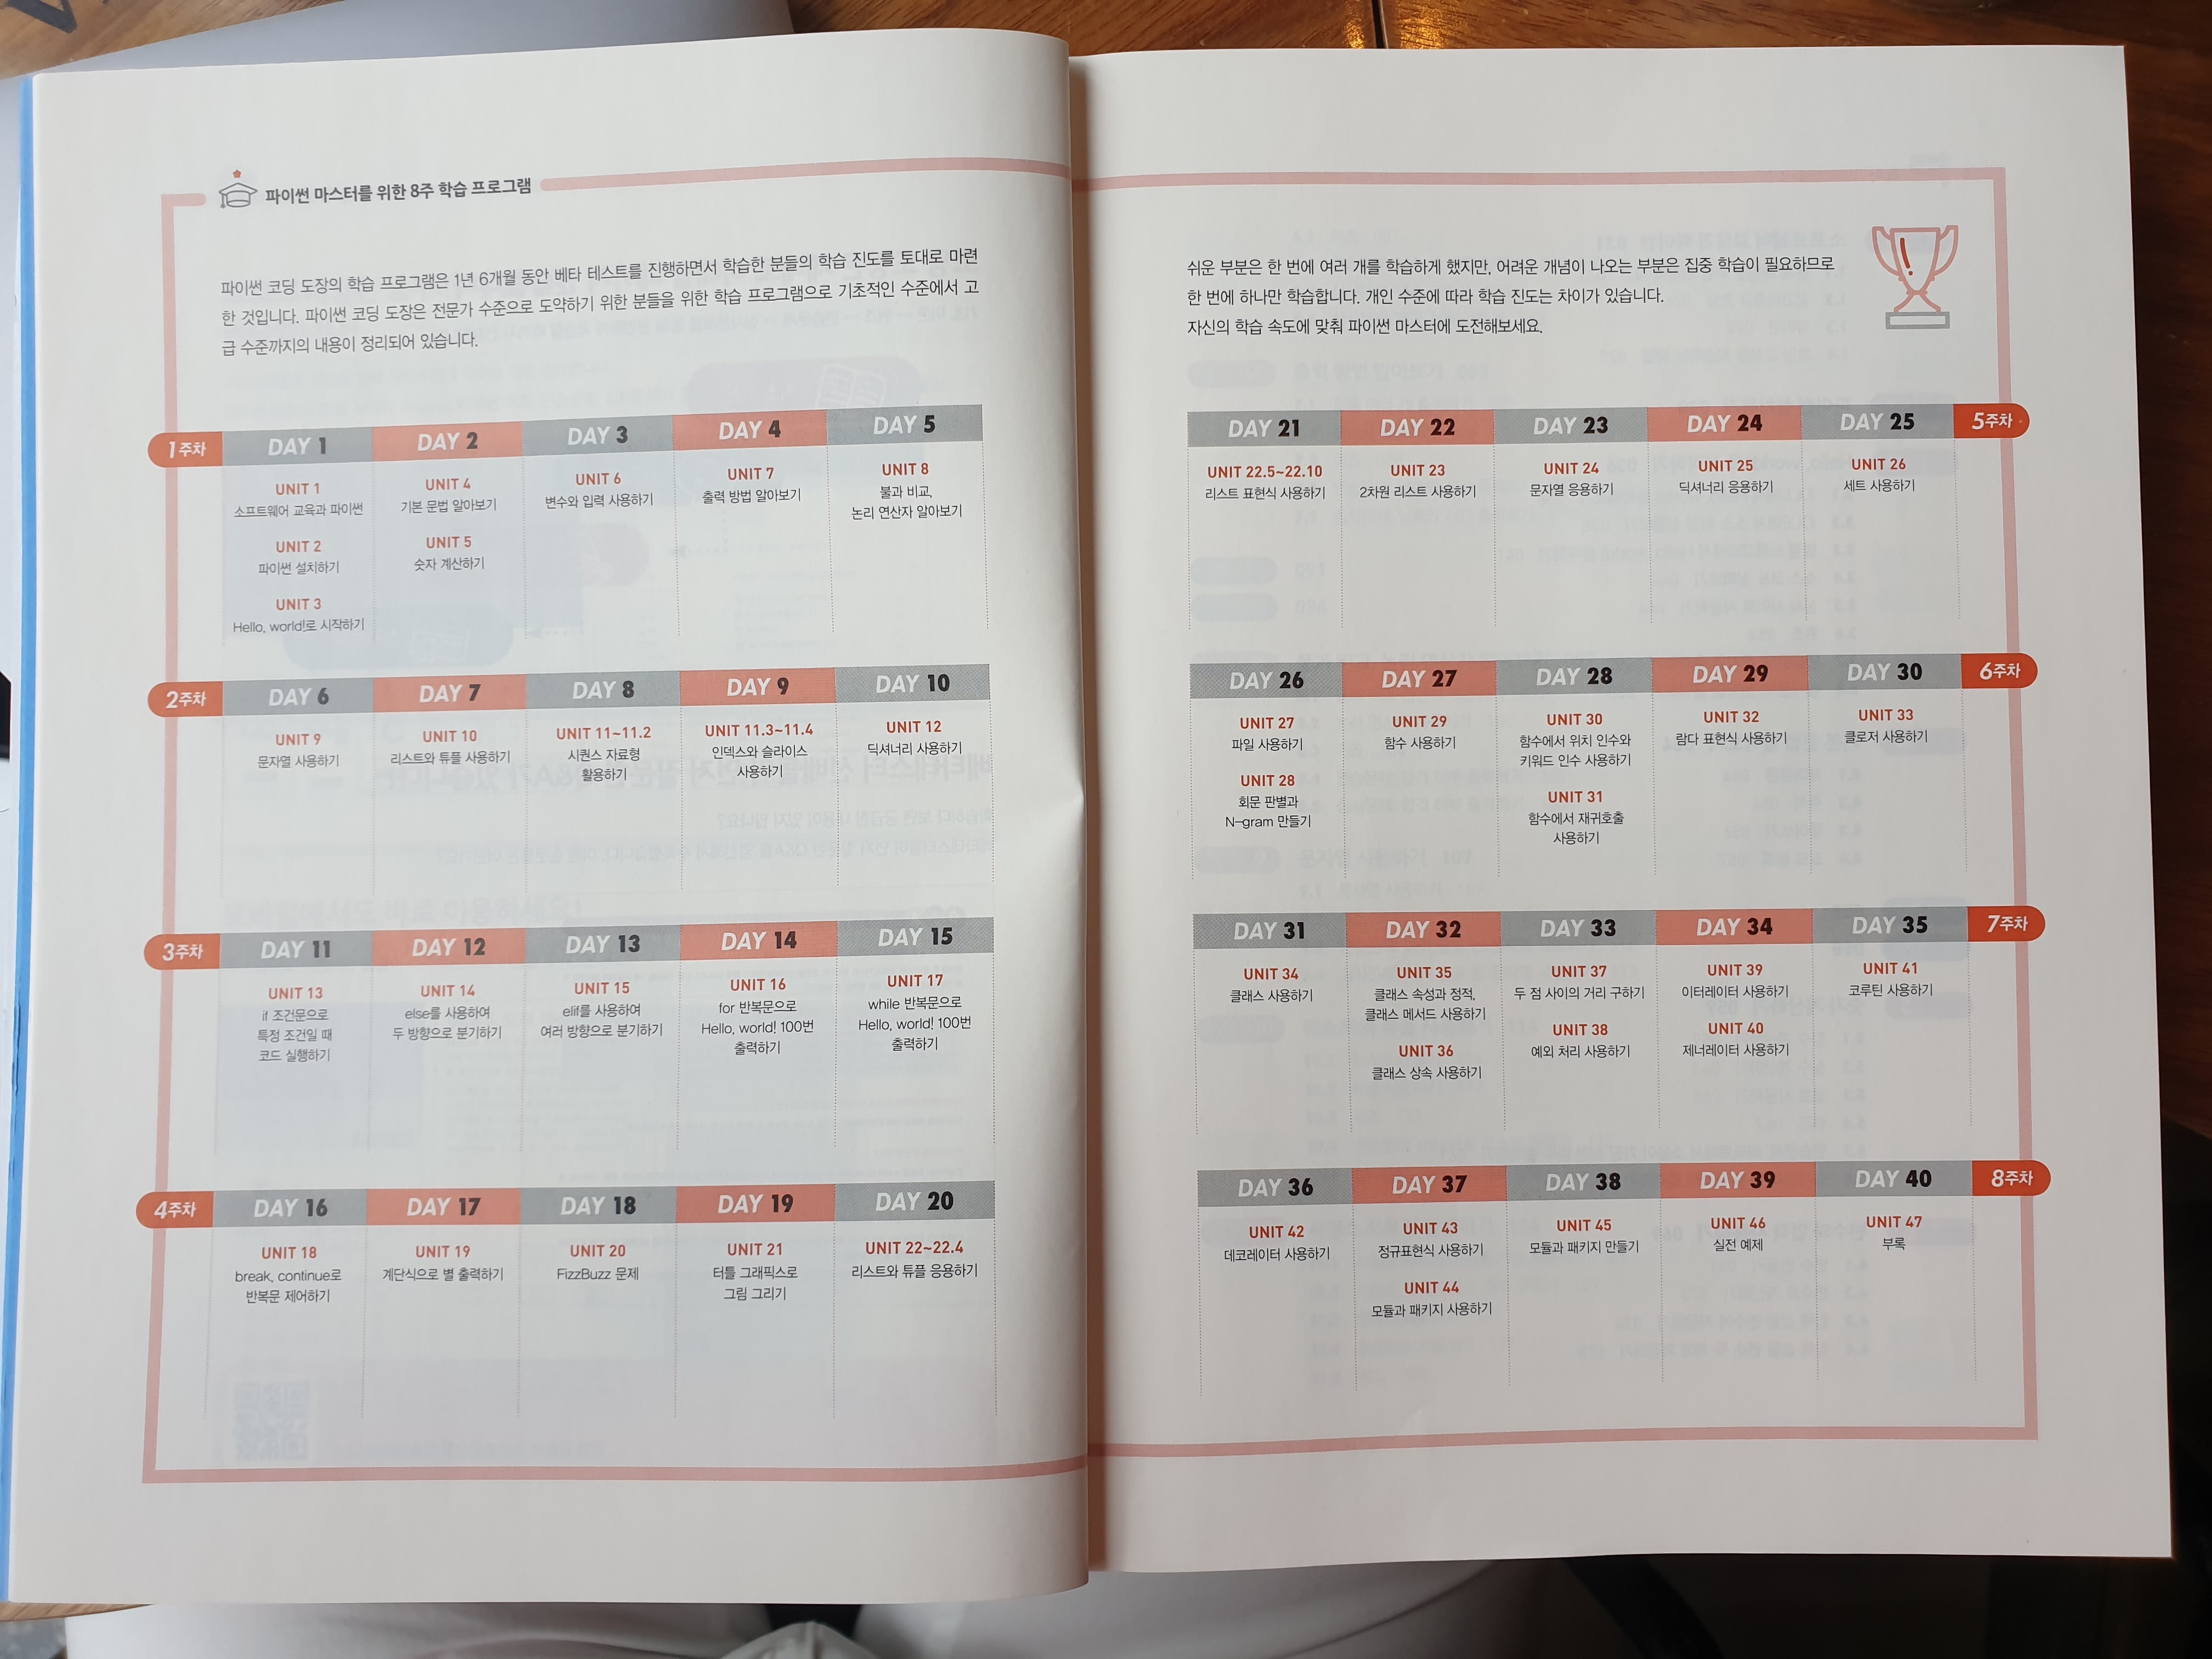 파이썬 마스터를 위한 8주 학습 프로그램
파이썬 코딩 도장의 학습 프로그램은 1년 6개월 동안 베타 테스트를 진행하면서 학습한 분들의 학습 진도를 토대로 마련
한 것입니다. 파이썬 코딩 도장은 전문가 수준으로 도약하기 위한 분들을 위한 학습 프로그램으로 기초적인 수준에서 고
급 수준까지의 내용이 정리되어 있습니다.
1주차 DAY 1 DAY 2 DAY 3 DAY 4 DAY 5
UNIT 1
소프트웨어 교육과 파이썬
UNIT 2
파이썬 설치하기
UNIT 3
Hello, world!로 시작하기
UNIT 4
기본 문법 알아보기
UNIT 5
숫자 계산하기
UNIT 6
변수와 입력 사용하기
UNIT 7
출력 방법 알아보기
UNIT 8
불과 비교,
논리 연산자 알아보기
2주차 DAY 6 DAY 7 DAY 8 DAY 9 DAY 10
UNIT 9
문자열 사용하기
UNIT 10
리스트와 튜플 사용하기
UNIT 11~11.2
시퀀스 자료형
활용하기
UNIT 11.3~11.4
인덱스와 슬라이스
사용하기
UNIT 12
딕셔너리 사용하기
3주차 DAY 11 DAY 12 DAY 13 DAY 14 DAY 15
UNIT 13
if 조건문으로
특정 조건일 때
코드 실행하기
UNIT 14
else를 사용하여
두 방향으로 분기하기
UNIT 15
elif를 사용하여
여러 방향으로 분기하기
UNIT 16
for 반복문으로
Hello, world! 100번
출력하기
UNIT 17
while 반복문으로
Hello, world! 100번
출력하기
4주차 DAY 16 DAY 17 DAY 18 DAY 19 DAY 20
UNIT 18
break, continue로
반복문 제어하기
UNIT 19
계단식으로 별 출력하기
UNIT 20
FizzBuzz 문제
UNIT 21
터틀 그래픽스로
그림 그리기
UNIT 22~22.4
리스트와 튜플 응용하기
쉬운 부분은 한 번에 여러 개를 학습하게 했지만, 어려운 개념이 나오는 부분은 집중 학습이 필요하므로
한 번에 하나만 학습합니다. 개인 수준에 따라 학습 진도는 차이가 있습니다.
자신의 학습 속도에 맞춰 파이썬 마스터에 도전해보세요.
DAY 21 DAY 22 DAY 23 DAY 24 DAY 25 5주차
UNIT 22.5~22.10
리스트 표현식 사용하기
UNIT 23
2차원 리스트 사용하기
UNIT 24
문자열 응용하기
UNIT 25
딕셔너리 응용하기
UNIT 26
세트 사용하기
DAY 26 DAY 27 DAY 28 DAY 29 DAY 30 6주차
UNIT 27
파일 사용하기
UNIT 28
회문 판별과
N-gram 만들기
UNIT 29
함수 사용하기
UNIT 30
함수에서 위치 인수와
키워드 인수 사용하기
UNIT 31
함수에서 재귀호출
사용하기
UNIT 32
람다 표현식 사용하기
UNIT 33
클로저 사용하기
DAY 31 DAY 32 DAY 33 DAY 34 DAY 35 7주차
UNIT 34
클래스 사용하기
UNIT 35
클래스 속성과 정적,
클래스 메서드 사용하기
UNIT 36
클래스 상속 사용하기
UNIT 37
두 점 사이의 거리 구하기
UNIT 38
예외 처리 사용하기
UNIT 39
이터레이터 사용하기
UNIT 40
제너레이터 사용하기
UNIT 41
코루틴 사용하기
DAY 36 DAY 37 DAY 38 DAY 39 DAY 40 8주차
UNIT 42
데코레이터 사용하기
UNIT 43
정규표현식 사용하기
UNIT 44
모듈과 패키지 사용하기
UNIT 45
모듈과 패키지 만들기
UNIT 46
실전 예제
UNIT 47
부록